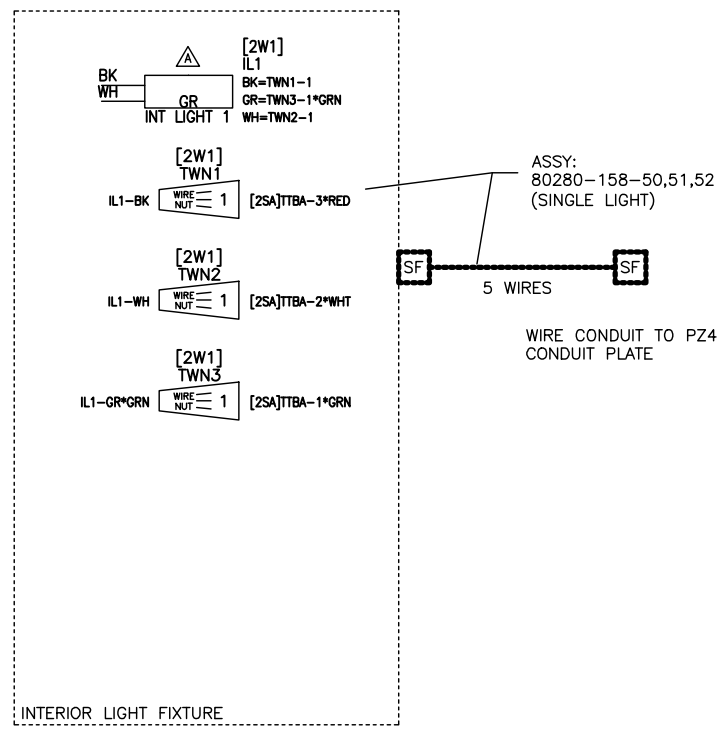 A
[2W1]
IL1
BK
WH
GR
INT LIGHT 1
BK=TWN1-1
GR=TWN3-1*GRN
WH=TWN2-1
[2W1]
TWN1
IL1-BK
WIRE
NUT
1
[2SA]TTBA-3*RED
ASSY:
80280-158-50,51,52
(SINGLE LIGHT)
[2W1]
TWN2
IL1-WH
WIRE
NUT
1
[2SA]TTBA-2*WHT
SF
SF
5 WIRES
WIRE CONDUIT TO PZ4
CONDUIT PLATE
[2W1]
TWN3
IL1-GR*GRN
WIRE
NUT
1
[2SA]TTBA-1*GRN
INTERIOR LIGHT FIXTURE